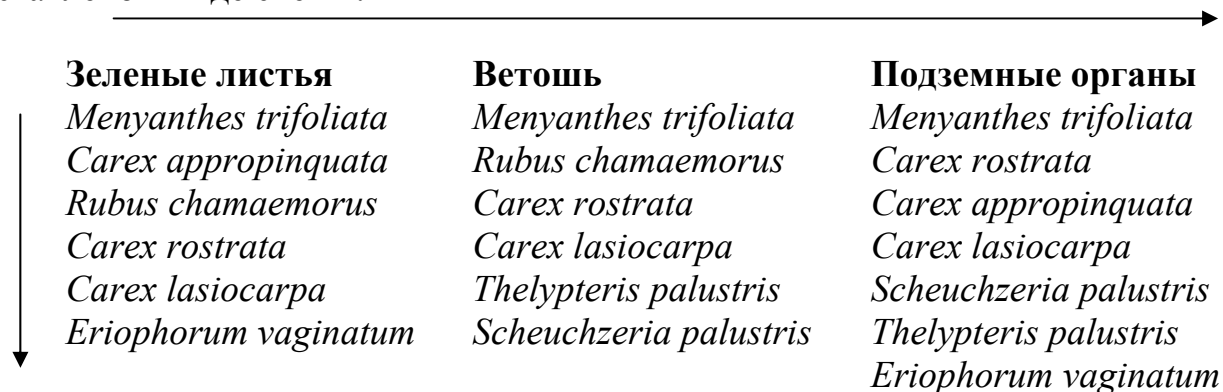 Зеленые листья Ветошь Подземные органы
Menyanthes trifoliata Menyanthes trifoliata Menyanthes trifoliata
Carex appropinquata Rubus chamaemorus Carex rostrata
Rubus chamaemorus Carex rostrata Carex appropinquata
Carex rostrata Carex lasiocarpa Carex lasiocarpa
Carex lasiocarpa Thelypteris palustris Scheuchzeria palustris
Eriophorum vaginatum Scheuchzeria palustris Thelypteris palustris
Eriophorum vaginatum